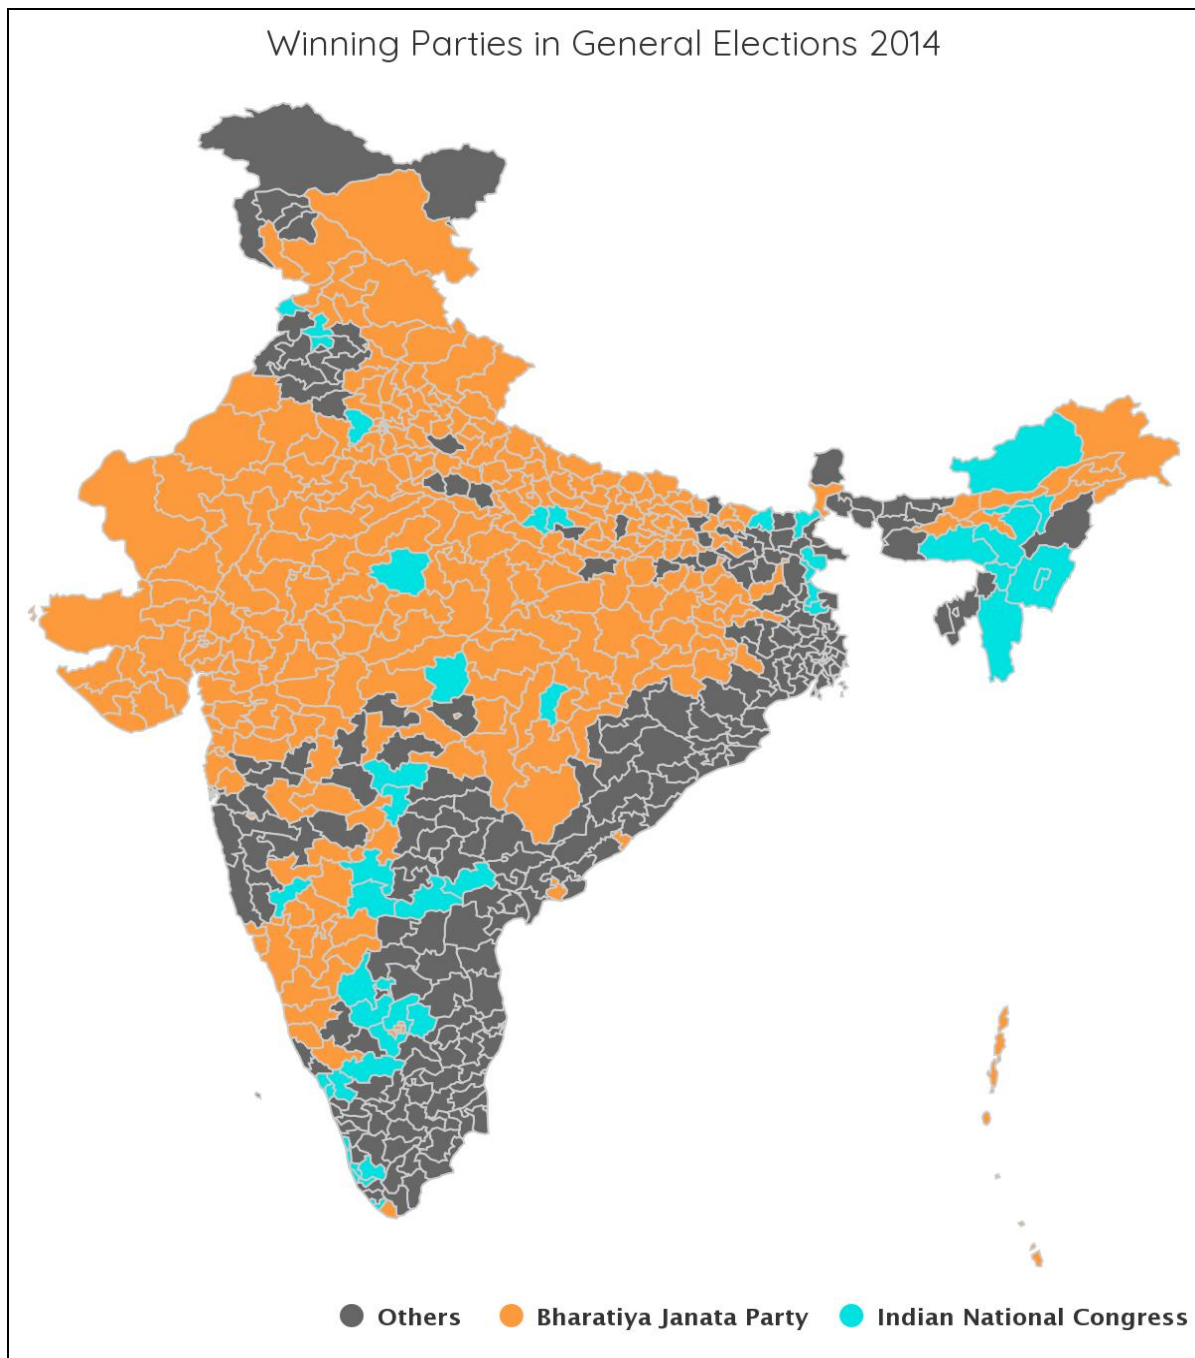 Winning Parties in General Elections 2014
Others Bharatiya Janata Party Indian National Congress